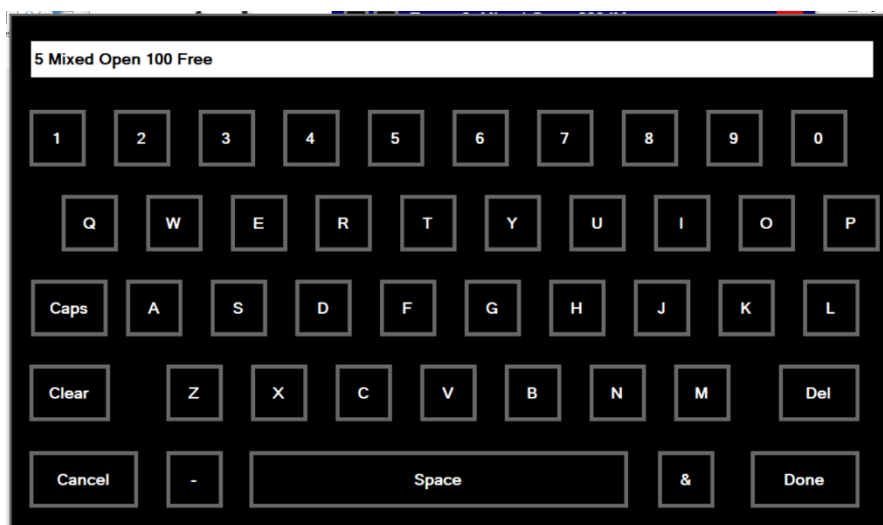 5 Mixed Open 100 Free
1 2 3 4 5 6 7 8 9 0
Q W E R T Y U I O P
Caps A S D F G H J K L
Clear Z X C V B N M Del
Cancel - Space & Done